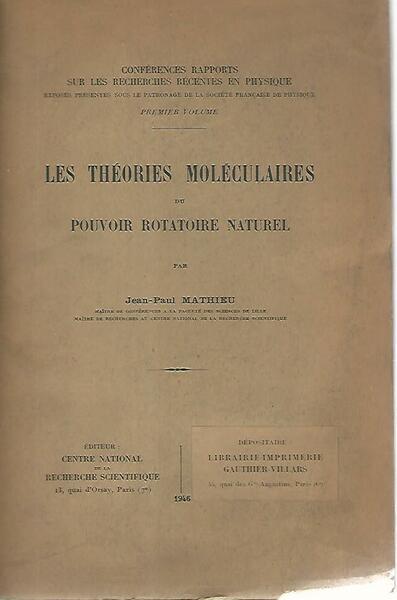 CONFÉRENCES RAPPORTS
SUR LES RECHERCHES RÉCENTES EN PHYSIQUE
EXPOSÉS PRÉSENTÉS SOUS LE PATRONAGE DE LA SOCIÉTÉ FRANÇAISE DE PHYSIQUE
PREMIER VOLUME
LES THÉORIES MOLÉCULAIRES
DU
POUVOIR ROTATOIRE NATUREL
PAR
Jean-Paul MATHIEU
MAÎTRE DE CONFÉRENCES A LA FACULTÉ DES SCIENCES DE LILLE
MAÎTRE DE RECHERCHES AU CENTRE NATIONAL DE LA RECHERCHE SCIENTIFIQUE
ÉDITEUR :
CENTRE NATIONAL
DE LA
RECHERCHE SCIENTIFIQUE
13, quai d'Orsay, Paris (7e)
1946
DÉPOSITAIRE :
LIBRAIRIE-IMPRIMERIE
GAUTHIER-VILLARS
55, quai des Gds-Augustins, Paris (6e)